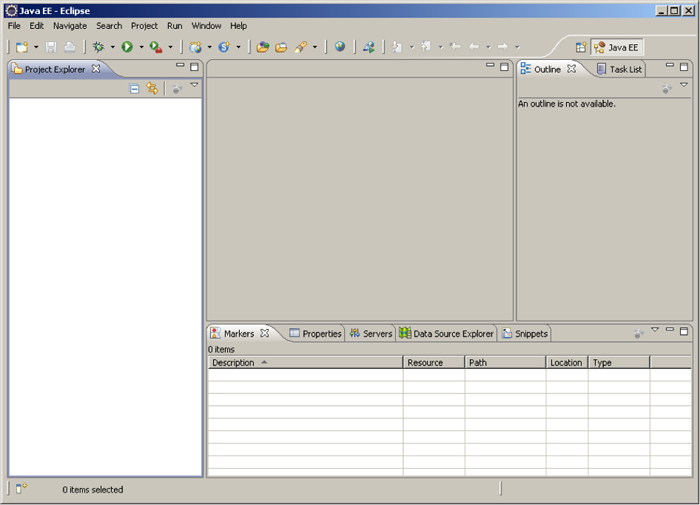 Java EE - Eclipse
File Edit Navigate Search Project Run Window Help
Java EE
Project Explorer
Outline Task List
An outline is not available.
Markers Properties Servers Data Source Explorer Snippets
0 items
Description Resource Path Location Type
0 items selected